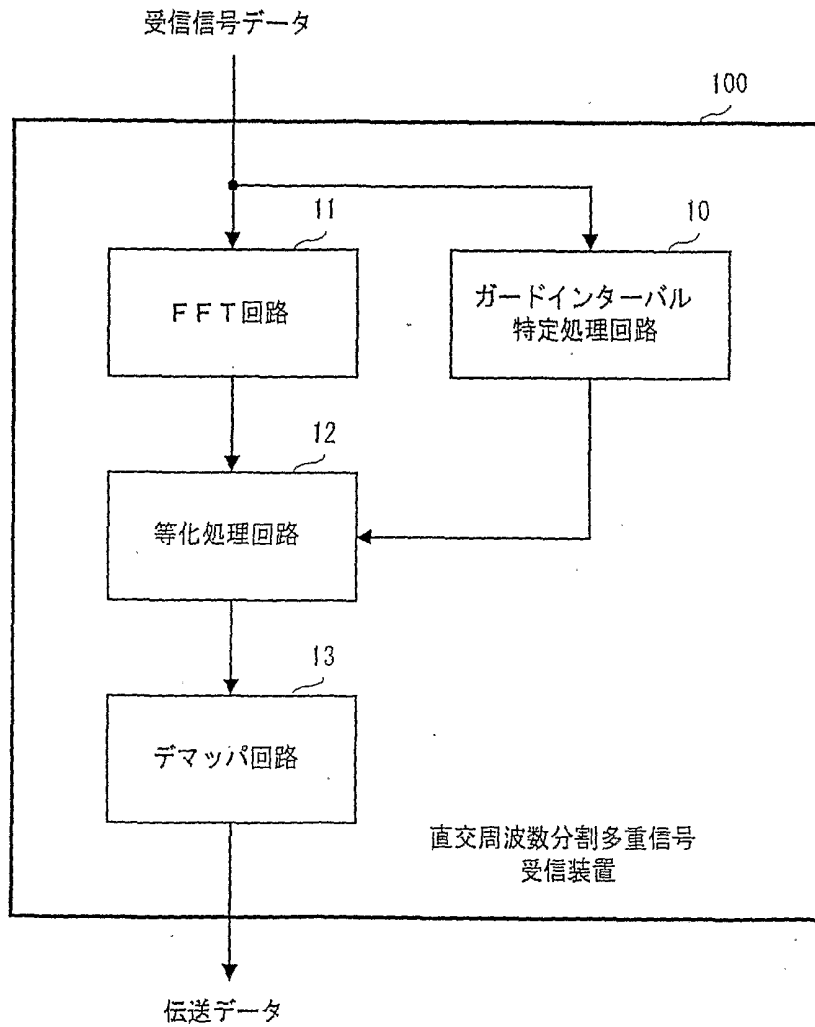 受信信号データ
100
11
10
FFT回路
ガードインターバル
特定処理回路
12
等化処理回路
13
デマッパ回路
直交周波数分割多重信号
受信装置
伝送データ